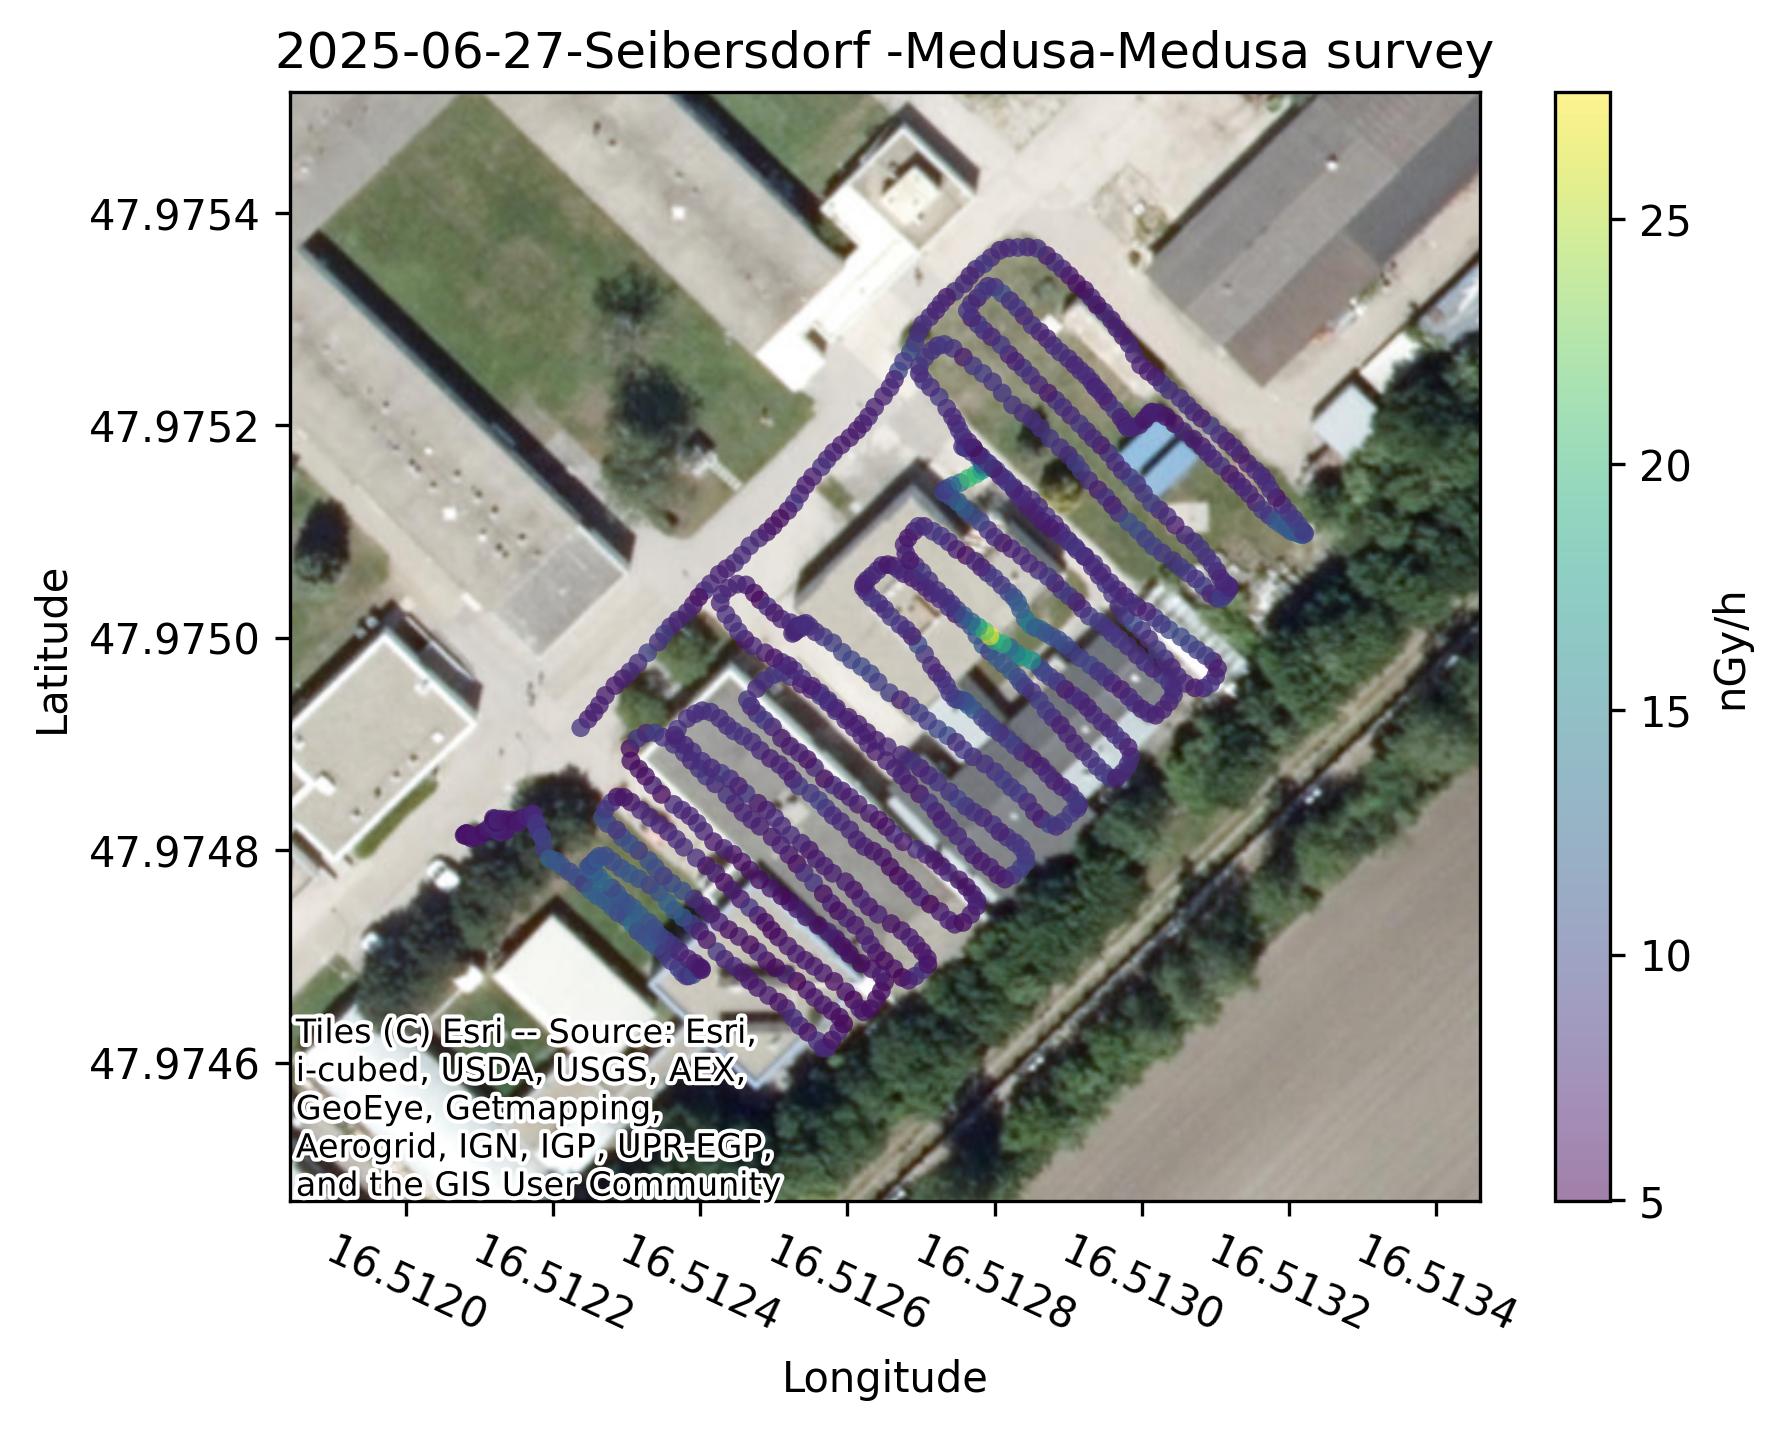 2025-06-27-Seibersdorf -Medusa-Medusa survey
47.9754
47.9752
47.9750
47.9748
47.9746
Latitude
Tiles (C) Esri -- Source: Esri,
i-cubed, USDA, USGS, AEX,
GeoEye, Getmapping,
Aerogrid, IGN, IGP, UPR-EGP,
and the GIS User Community
16.5120
16.5122
16.5124
16.5126
16.5128
16.5130
16.5132
16.5134
Longitude
25
20
15
10
5
nGy/h